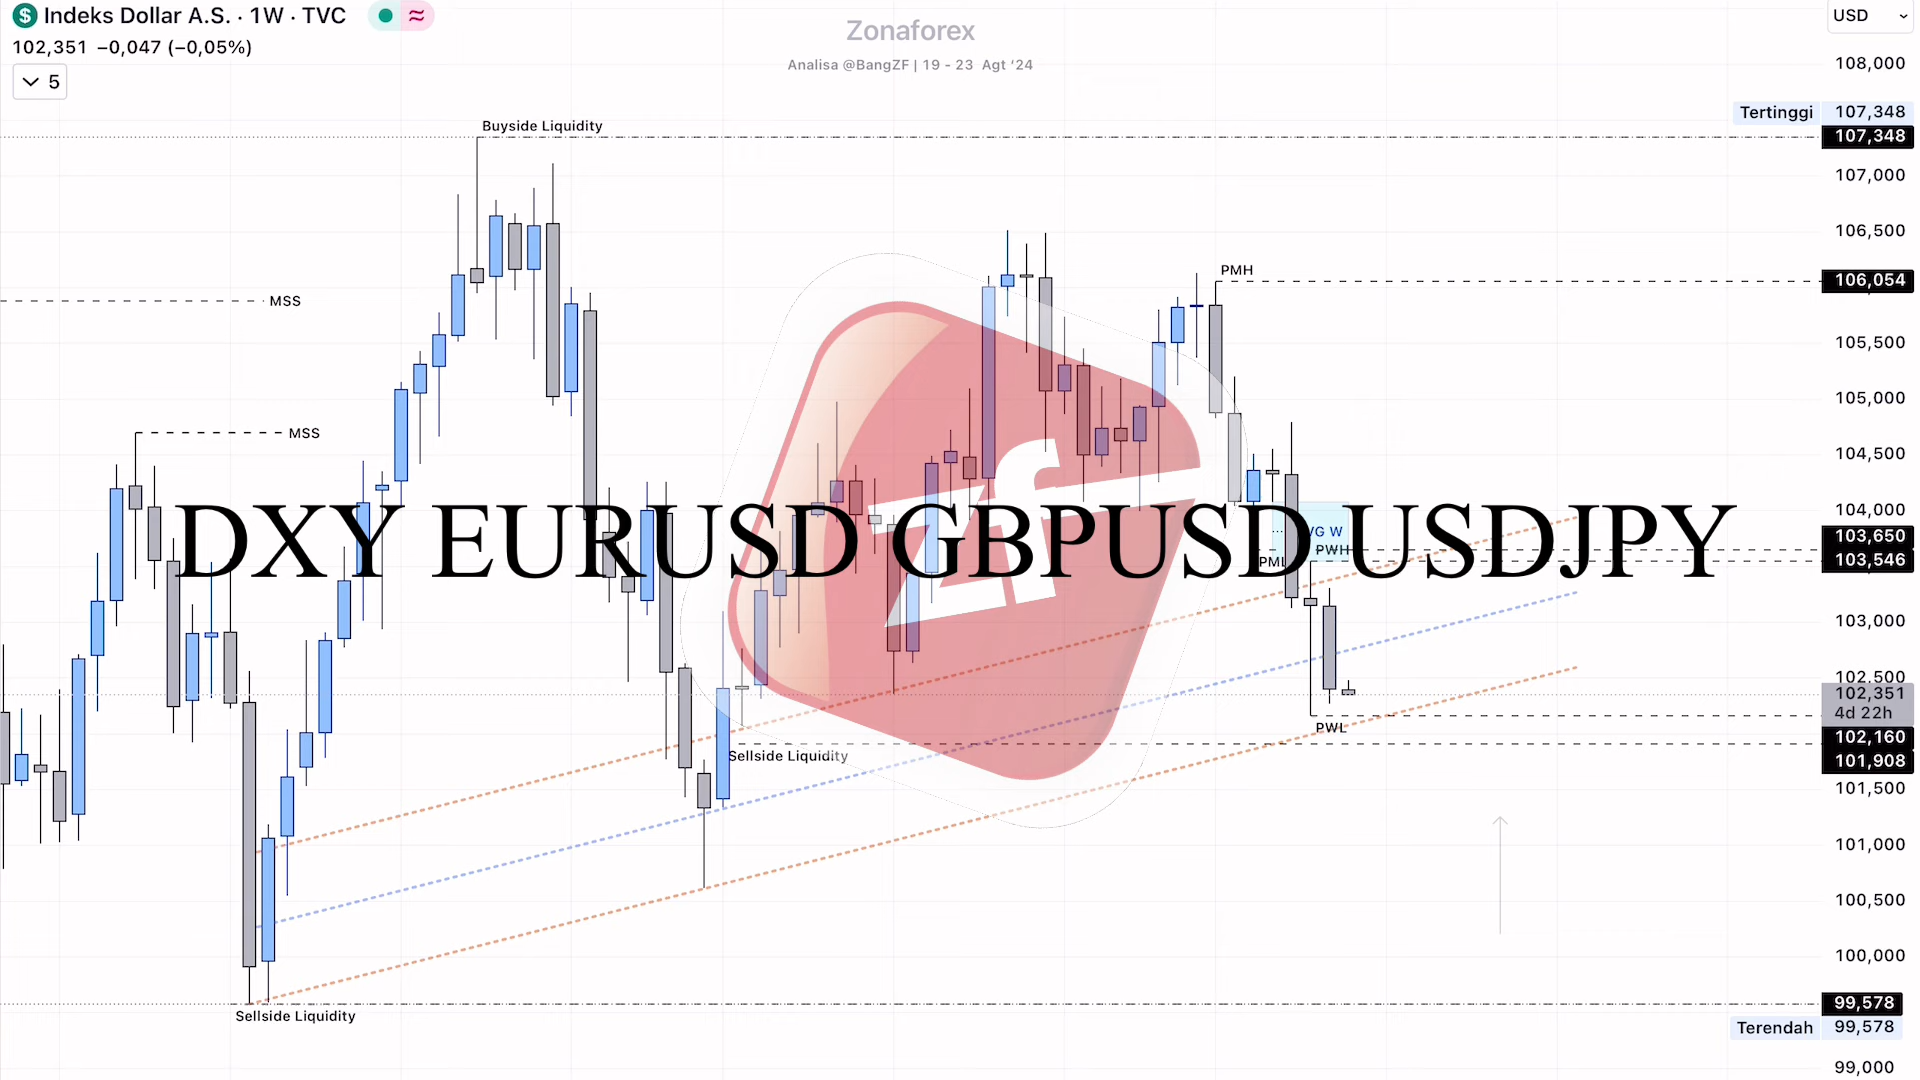 Indeks Dollar A.S. · 1W · TVC
102,351 −0,047 (−0,05%)
5
Zonaforex
Analisa @BangZF | 19 - 23 Agt ‘24
USD
108,000
Tertinggi 107,348
107,348
Buyside Liquidity
107,000
106,500
PMH
106,054
MSS
105,500
105,000
MSS
104,500
104,000
DXY EURUSD GBPUSD USDJPY
zf
VG W
PWH
PML
103,650
103,546
103,000
102,500
102,351
4d 22h
PWL
102,160
Sellside Liquidity
101,908
101,500
101,000
100,500
100,000
99,578
Sellside Liquidity
Terendah 99,578
99,000